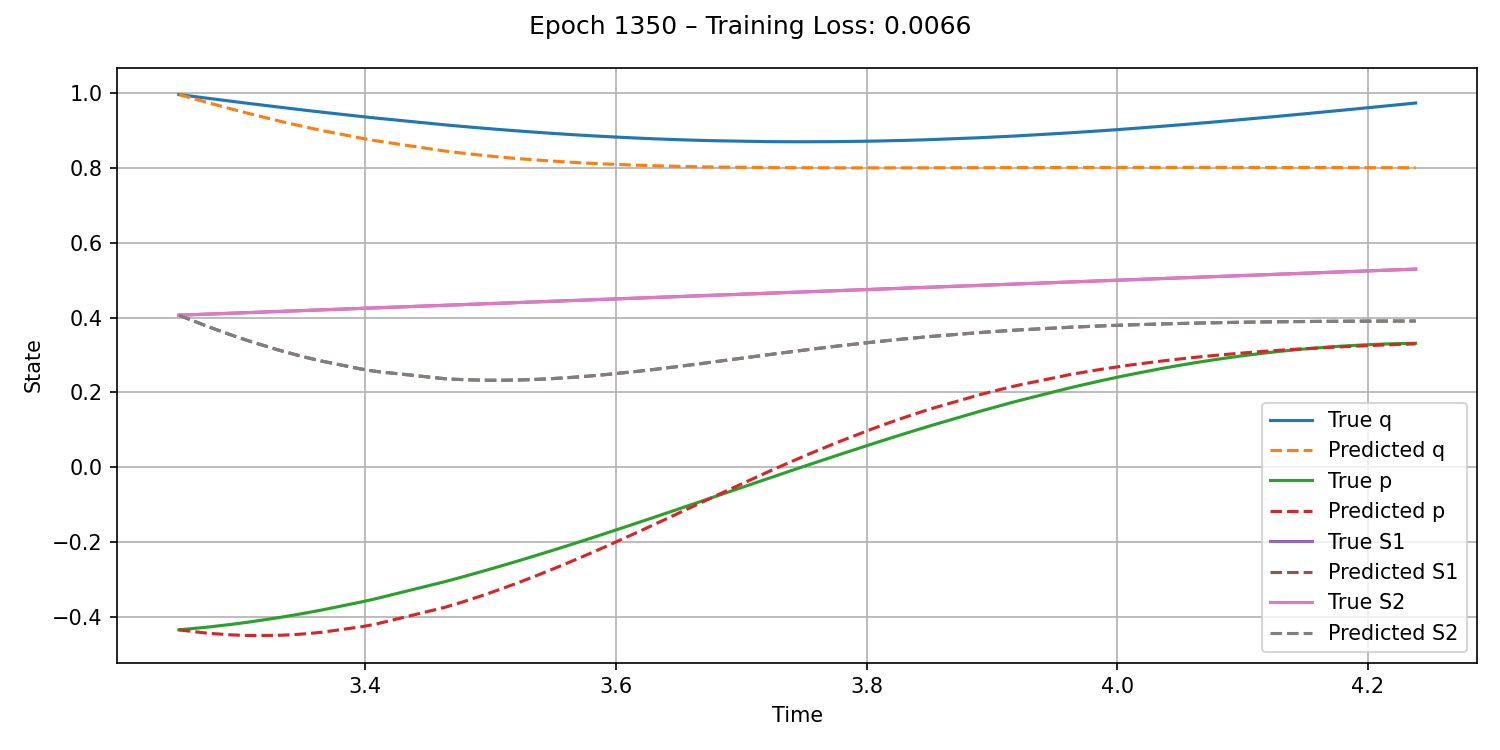 Epoch 1350 – Training Loss: 0.0066
1.0
0.8
0.6
0.4
0.2
0.0
−0.2
−0.4
State
3.4 3.6 3.8 4.0 4.2
Time
True q
Predicted q
True p
Predicted p
True S1
Predicted S1
True S2
Predicted S2